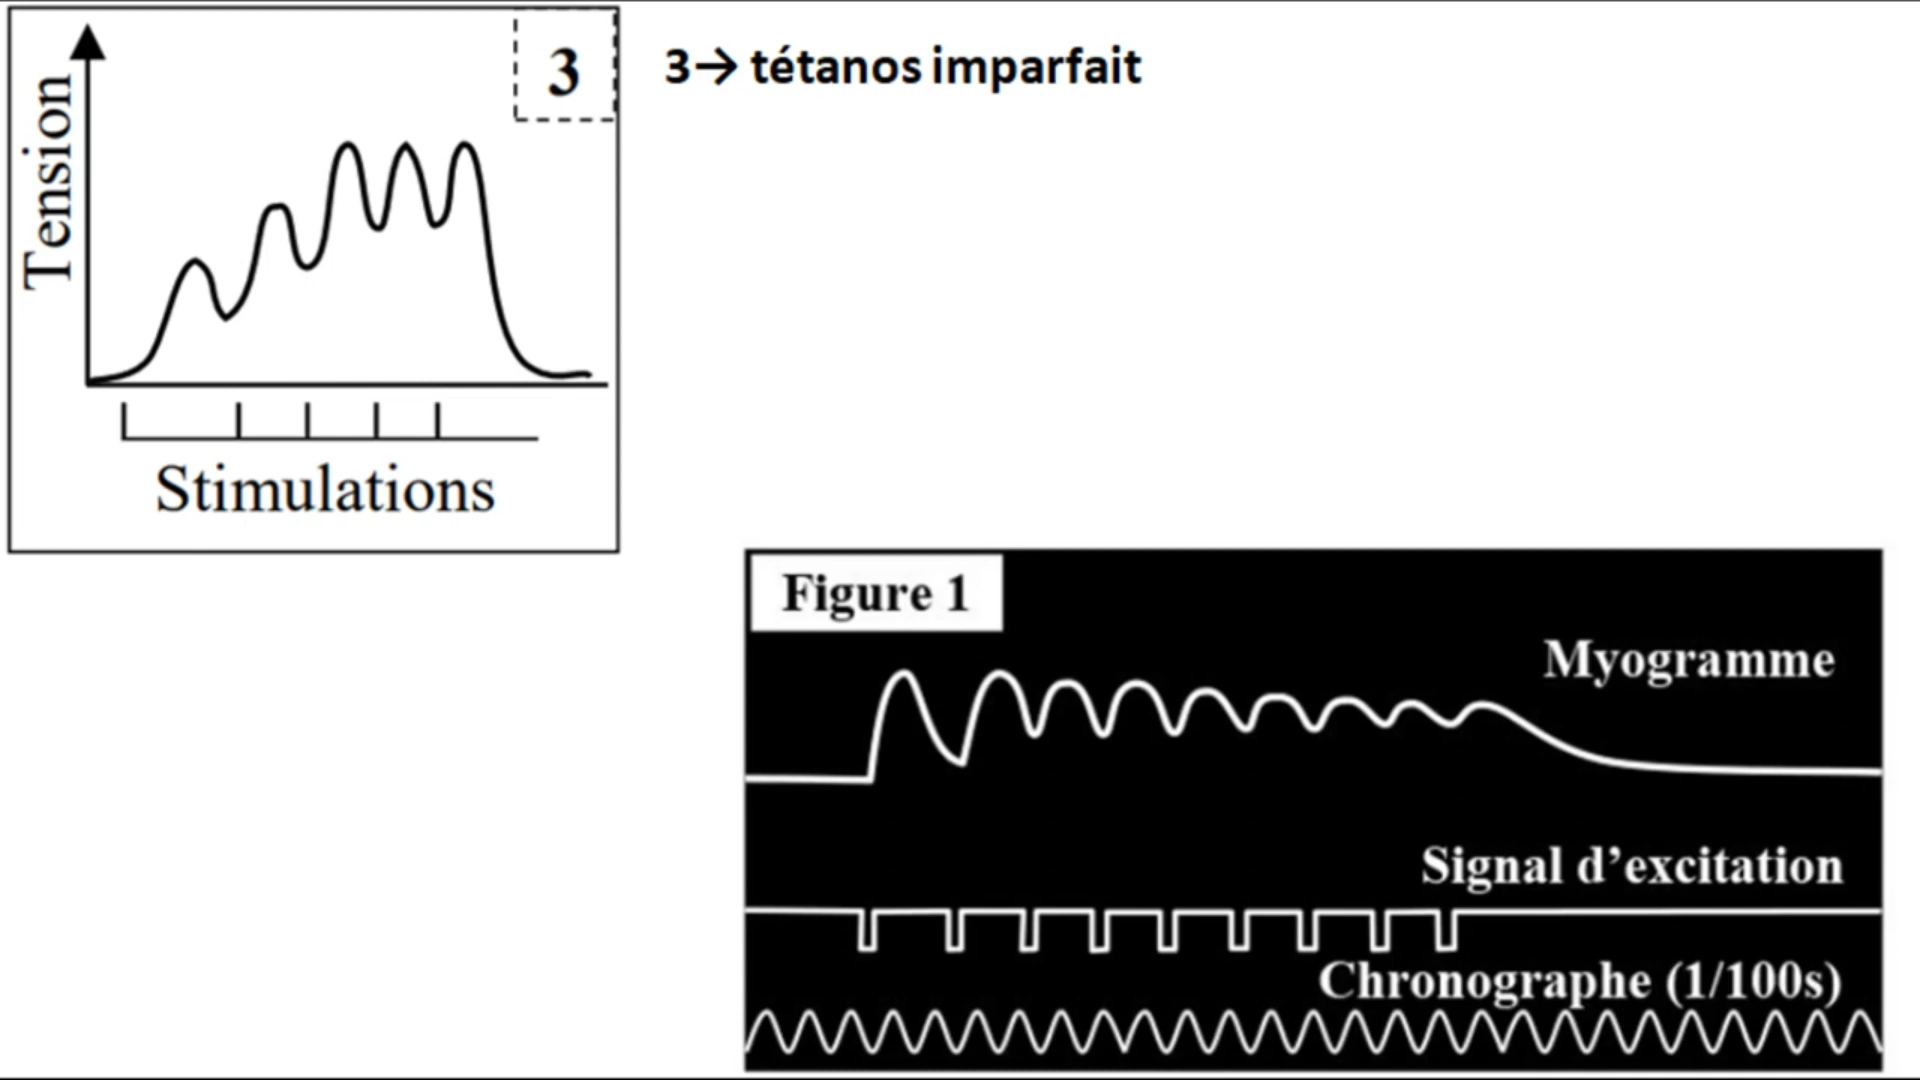 3
3→ tétanos imparfait
Tension
Stimulations
Figure 1
Myogramme
Signal d’excitation
Chronographe (1/100s)